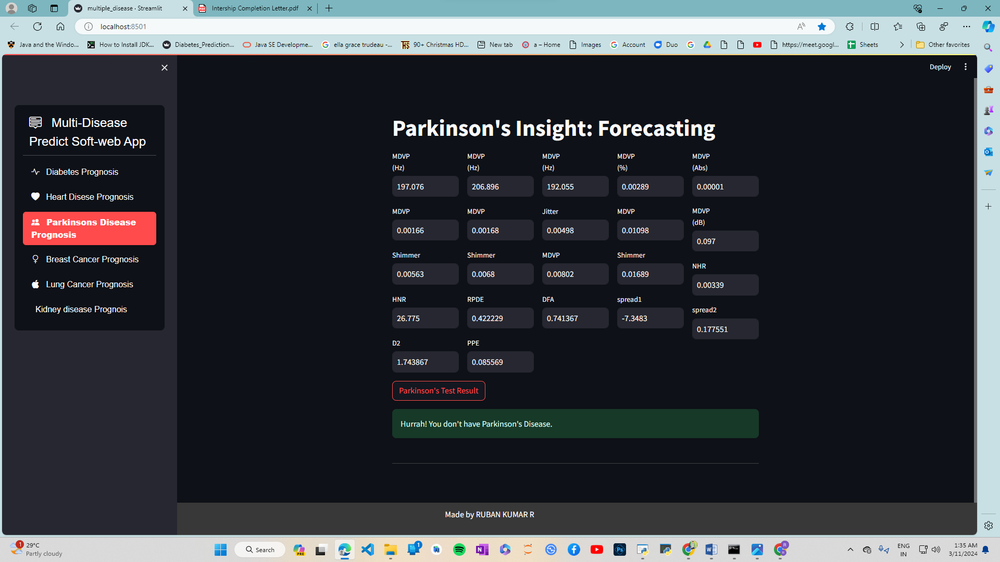 multiple_disease · Streamlit
Intership Completion Letter.pdf
localhost:8501
Java and the Windo...
How to Install JDK...
Diabetes_Prediction...
Java SE Developme...
ella grace trudeau -...
90+ Christmas HD...
New tab
a – Home
Images
Account
Duo
https://meet.googl...
Sheets
Other favorites
Deploy
Multi-Disease
Predict Soft-web App
Diabetes Prognosis
Heart Disese Prognosis
Parkinsons Disease
Prognosis
Breast Cancer Prognosis
Lung Cancer Prognosis
Kidney disease Prognois
Parkinson's Insight: Forecasting
MDVP MDVP MDVP MDVP MDVP
(Hz) (Hz) (Hz) (%) (Abs)
197.076 206.896 192.055 0.00289 0.00001
MDVP MDVP Jitter MDVP MDVP
(dB)
0.00166 0.00168 0.00498 0.01098 0.097
Shimmer Shimmer MDVP Shimmer NHR
0.00563 0.0068 0.00802 0.01689 0.00339
HNR RPDE DFA spread1 spread2
26.775 0.422229 0.741367 -7.3483 0.177551
D2 PPE
1.743867 0.085569
Parkinson's Test Result
Hurrah! You don't have Parkinson's Disease.
Made by RUBAN KUMAR R
1
29°C
Partly cloudy
Search
PRE
1
N
Ps
R
ENG
IN
1:35 AM
3/11/2024